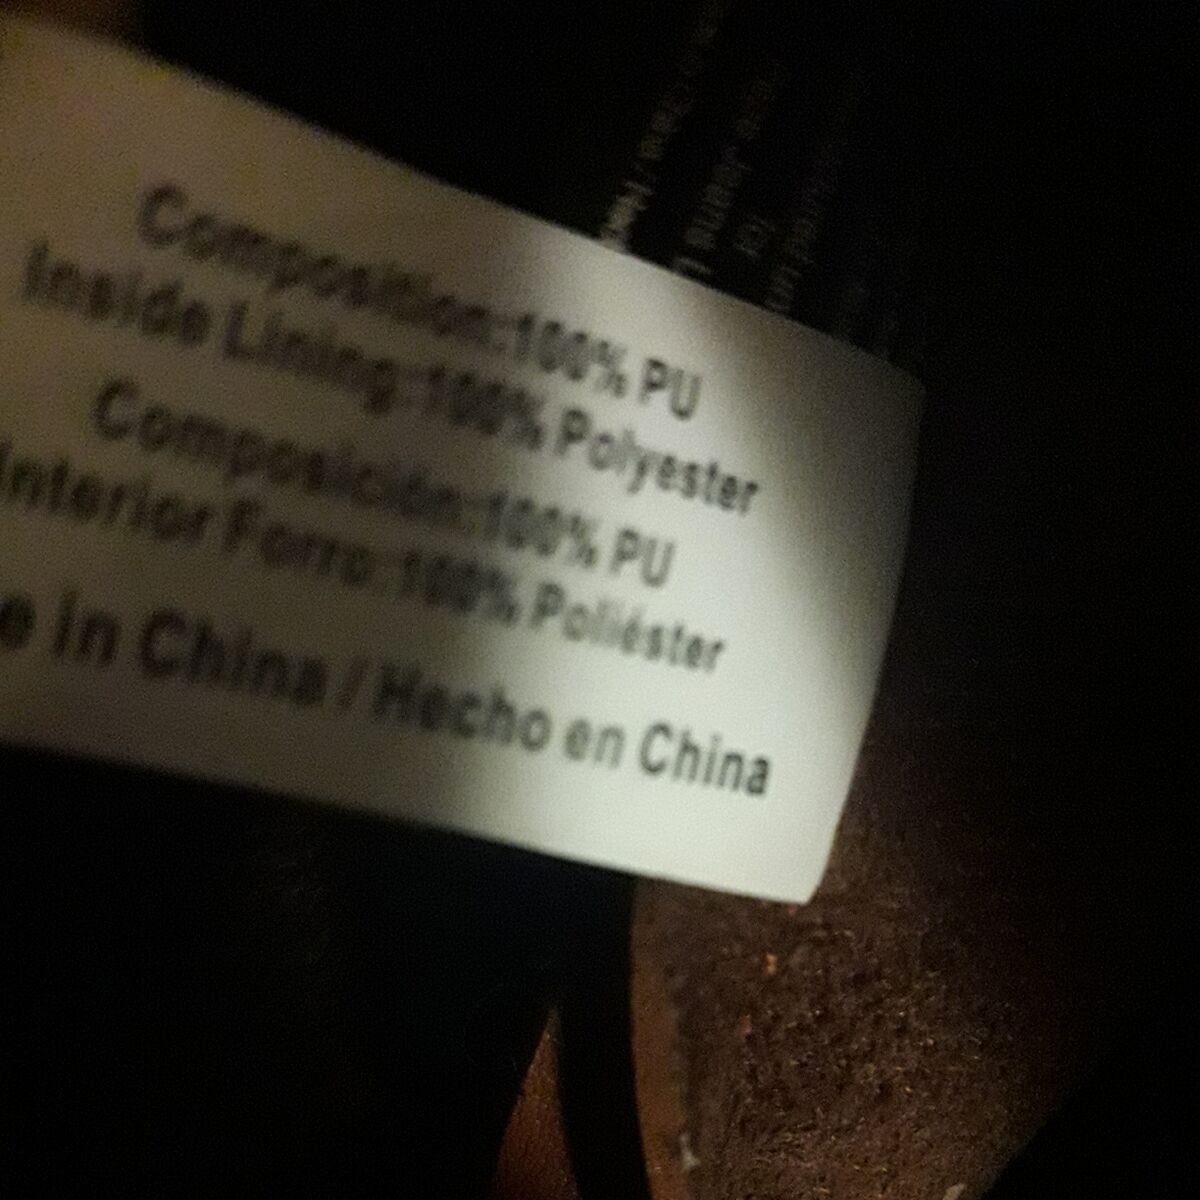 Composition:100% PU
Inside Lining:100% Polyester
Composición:100% PU
Interior Forro:100% Poliéster
e in China / Hecho en China